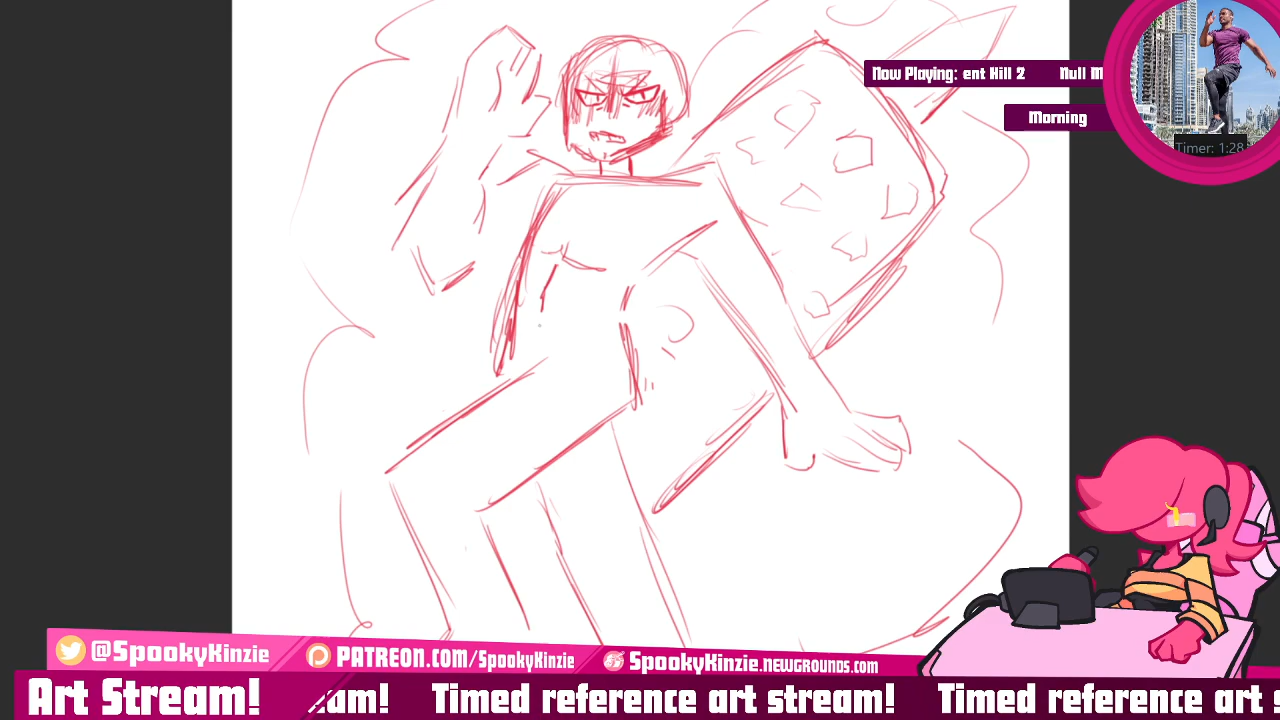 Now Playing: ent Hill 2 Null M
Morning
Timer: 1:28
@SpookyKinzie
PATREON.COM/SpookyKinzie
SpookyKinzie.NEWGROUNDS.com
Art Stream!
am! Timed reference art stream! Timed reference art s